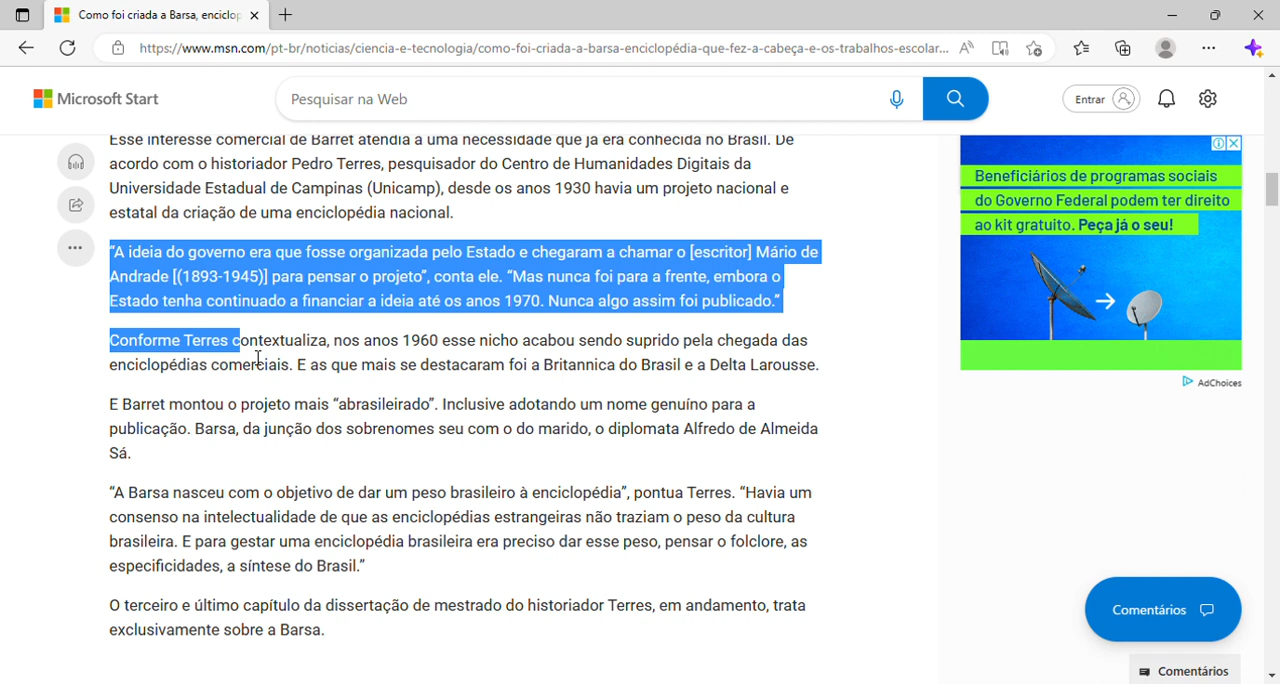 Como foi criada a Barsa, enciclop
https://www.msn.com/pt-br/noticias/ciencia-e-tecnologia/como-foi-criada-a-barsa-enciclopédia-que-fez-a-cabeça-e-os-trabalhos-escolar...
Microsoft Start
Pesquisar na Web
Entrar
Esse interesse comercial de Barret atendia a uma necessidade que já era conhecida no Brasil. De
acordo com o historiador Pedro Terres, pesquisador do Centro de Humanidades Digitais da
Universidade Estadual de Campinas (Unicamp), desde os anos 1930 havia um projeto nacional e
estatal da criação de uma enciclopédia nacional.
“A ideia do governo era que fosse organizada pelo Estado e chegaram a chamar o [escritor] Mário de
Andrade [(1893-1945)] para pensar o projeto”, conta ele. “Mas nunca foi para a frente, embora o
Estado tenha continuado a financiar a ideia até os anos 1970. Nunca algo assim foi publicado.”
Conforme Terres contextualiza, nos anos 1960 esse nicho acabou sendo suprido pela chegada das
enciclopédias comerciais. E as que mais se destacaram foi a Britannica do Brasil e a Delta Larousse.
E Barret montou o projeto mais “abrasileirado”. Inclusive adotando um nome genuíno para a
publicação. Barsa, da junção dos sobrenomes seu com o do marido, o diplomata Alfredo de Almeida
Sá.
“A Barsa nasceu com o objetivo de dar um peso brasileiro à enciclopédia”, pontua Terres. “Havia um
consenso na intelectualidade de que as enciclopédias estrangeiras não traziam o peso da cultura
brasileira. E para gestar uma enciclopédia brasileira era preciso dar esse peso, pensar o folclore, as
especificidades, a síntese do Brasil.”
O terceiro e último capítulo da dissertação de mestrado do historiador Terres, em andamento, trata
exclusivamente sobre a Barsa.
Beneficiários de programas sociais
do Governo Federal podem ter direito
ao kit gratuito. Peça já o seu!
AdChoices
Comentários
Comentários